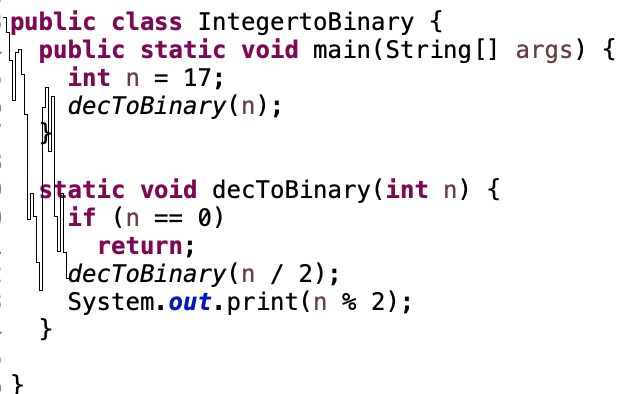 public class IntegertoBinary {
  public static void main(String[] args) {
    int n = 17;
    decToBinary(n);
  }

  static void decToBinary(int n) {
    if (n == 0)
      return;
    decToBinary(n / 2);
    System.out.print(n % 2);
  }

}